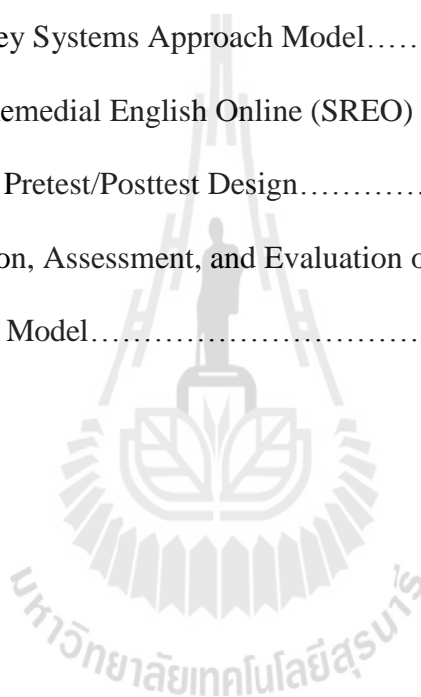 ey Systems Approach Model…..
emedial English Online (SREO)
Pretest/Posttest Design………….
on, Assessment, and Evaluation o
Model……………………………..
มหาวิทยาลัยเทคโนโลยีสุรนารี